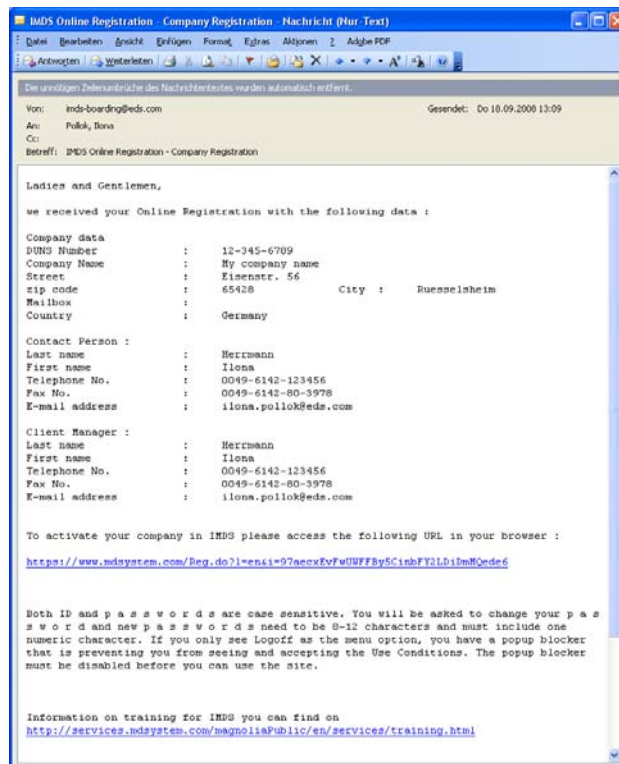 IMDS Online Registration - Company Registration - Nachricht (Nur-Text)
Datei Bearbeiten Ansicht Einfügen Format Extras Aktionen ? Adobe PDF
Antworten Weiterleiten
Die unnötigen Zeilenumbrüche des Nachrichtentextes wurden automatisch entfernt.
Von: imds-boarding@eds.com Gesendet: Do 18.09.2008 13:09
An: Pollok, Ilona
Cc:
Betreff: IMDS Online Registration - Company Registration
Ladies and Gentlemen,
we received your Online Registration with the following data :
Company data
DUNS Number : 12-345-6789
Company Name : My company name
Street : Eisenstr. 56
zip code : 65428 City : Ruesselsheim
Mailbox :
Country : Germany
Contact Person :
Last name : Herrmann
First name : Ilona
Telephone No. : 0049-6142-123456
Fax No. : 0049-6142-80-3978
E-mail address : ilona.pollok@eds.com
Client Manager :
Last name : Herrmann
First name : Ilona
Telephone No. : 0049-6142-123456
Fax No. : 0049-6142-80-3978
E-mail address : ilona.pollok@eds.com
To activate your company in IMDS please access the following URL in your browser :
Both ID and p a s s w o r d s are case sensitive. You will be asked to change your p a s
s w o r d and new p a s s w o r d s need to be 8-12 characters and must include one
numeric character. If you only see Logoff as the menu option, you have a popup blocker
that is preventing you from seeing and accepting the Use Conditions. The popup blocker
must be disabled before you can use the site.
Information on training for IMDS you can find on
http://services.mdsystem.com/magnoliaPublic/en/services/training.html